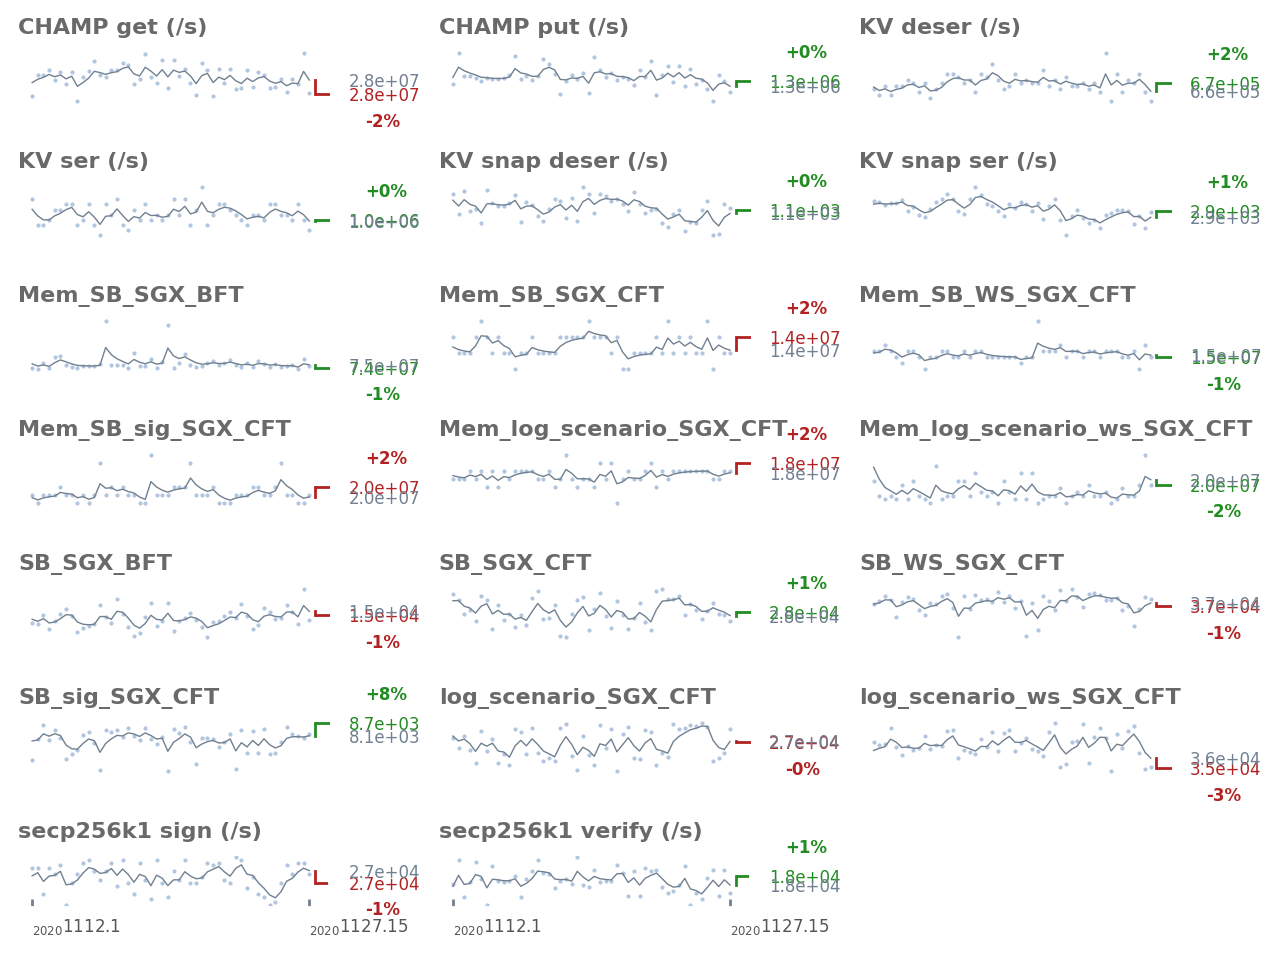 CHAMP get (/s)
2.8e+07
2.8e+07
-2%
CHAMP put (/s)
+0%
1.3e+06
1.3e+06
KV deser (/s)
+2%
6.7e+05
6.6e+05
KV ser (/s)
+0%
1.0e+06
KV snap deser (/s)
+0%
1.1e+03
1.1e+03
KV snap ser (/s)
+1%
2.9e+03
2.9e+03
Mem_SB_SGX_BFT
7.5e+07
7.4e+07
-1%
Mem_SB_SGX_CFT
+2%
1.4e+07
1.4e+07
Mem_SB_WS_SGX_CFT
1.5e+07
1.5e+07
-1%
Mem_SB_sig_SGX_CFT
+2%
2.0e+07
2.0e+07
Mem_log_scenario_SGX_CFT
+2%
1.8e+07
1.8e+07
Mem_log_scenario_ws_SGX_CFT
2.0e+07
2.0e+07
-2%
SB_SGX_BFT
1.5e+04
1.5e+04
-1%
SB_SGX_CFT
+1%
2.8e+04
2.8e+04
SB_WS_SGX_CFT
3.7e+04
3.7e+04
-1%
SB_sig_SGX_CFT
+8%
8.7e+03
8.1e+03
log_scenario_SGX_CFT
2.7e+04
2.7e+04
-0%
log_scenario_ws_SGX_CFT
3.6e+04
3.5e+04
-3%
secp256k1 sign (/s)
2.7e+04
2.7e+04
-1%
2020 1112.1
2020 1127.15
secp256k1 verify (/s)
+1%
1.8e+04
1.8e+04
2020 1112.1
2020 1127.15